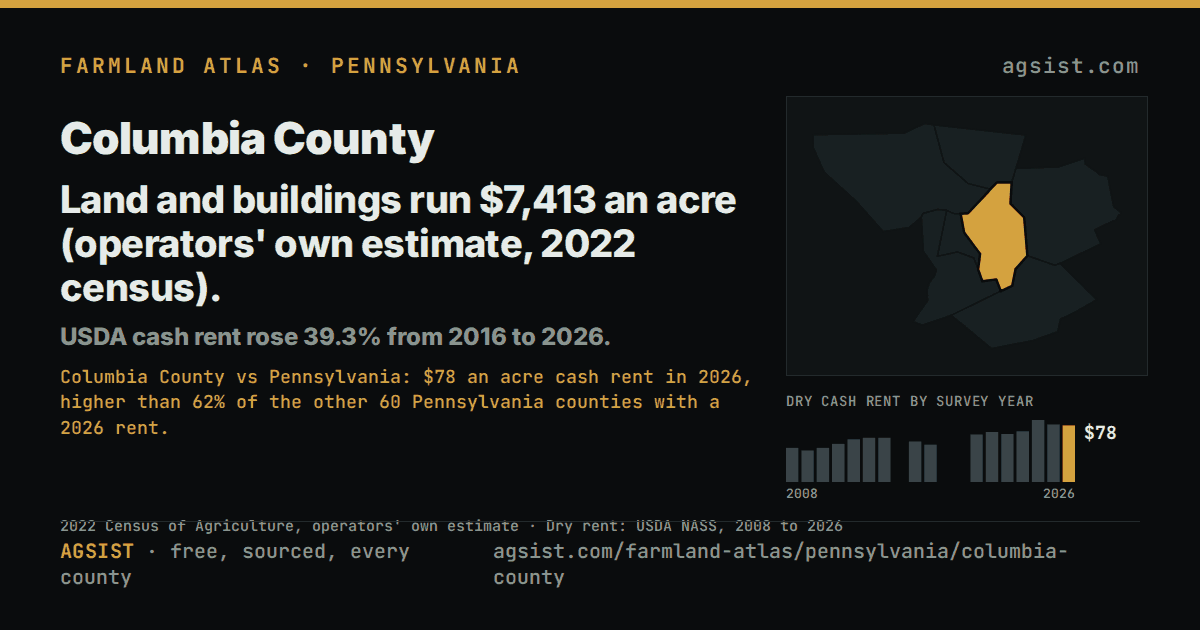 FARMLAND ATLAS · PENNSYLVANIA
agsist.com
Columbia County
Land and buildings run $7,413 an acre
(operators' own estimate, 2022
census).
USDA cash rent rose 39.3% from 2016 to 2026.
Columbia County vs Pennsylvania: $78 an acre cash rent in 2026,
higher than 62% of the other 60 Pennsylvania counties with a
2026 rent.
DRY CASH RENT BY SURVEY YEAR
$78
2008
2026
2022 Census of Agriculture, operators' own estimate · Dry rent: USDA NASS, 2008 to 2026
AGSIST · free, sourced, every
county
agsist.com/farmland-atlas/pennsylvania/columbia-
county